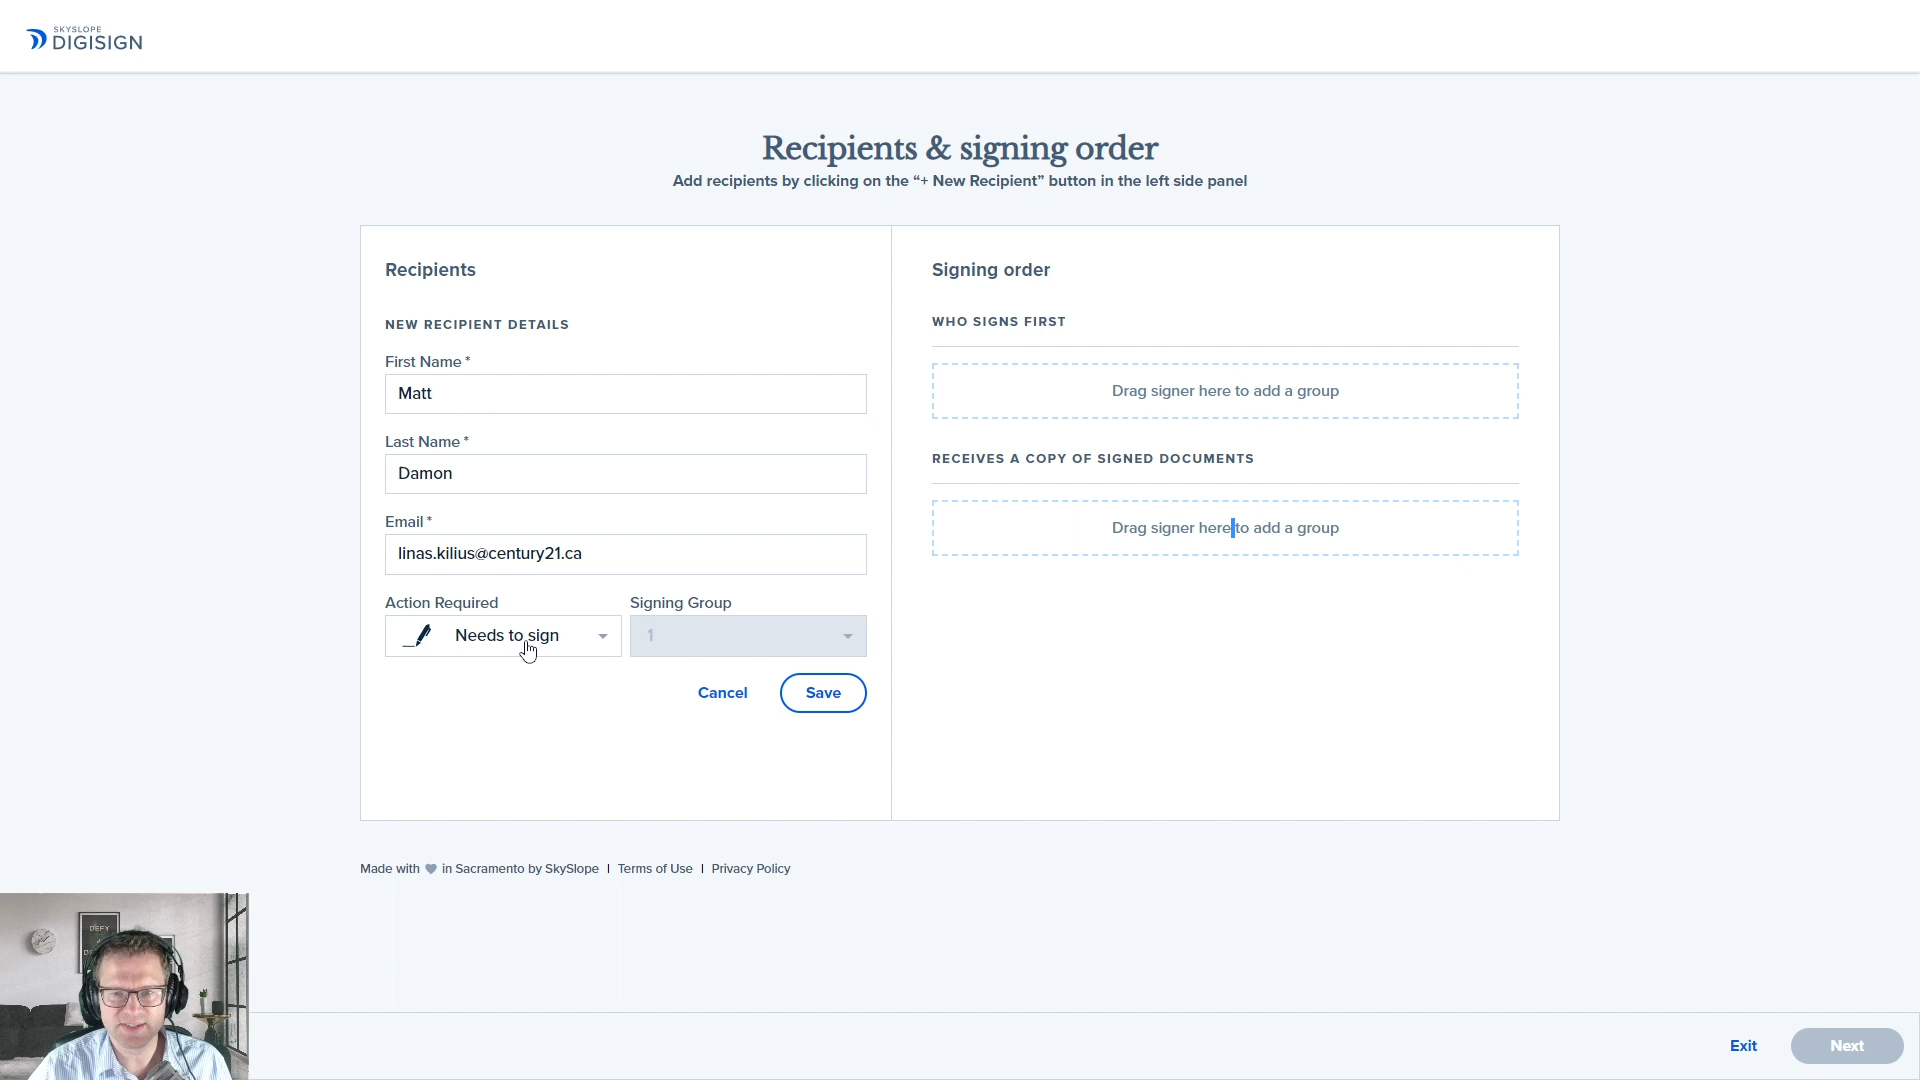 SKYSLOPE
DIGISIGN
Recipients & signing order
Add recipients by clicking on the “+ New Recipient” button in the left side panel
Recipients
NEW RECIPIENT DETAILS
First Name *
Matt
Last Name *
Damon
Email *
linas.kilius@century21.ca
Action Required
Signing Group
Needs to sign
1
Cancel
Save
Signing order
WHO SIGNS FIRST
Drag signer here to add a group
RECEIVES A COPY OF SIGNED DOCUMENTS
Drag signer here to add a group
Made with in Sacramento by SkySlope | Terms of Use | Privacy Policy
DEFY
Exit
Next